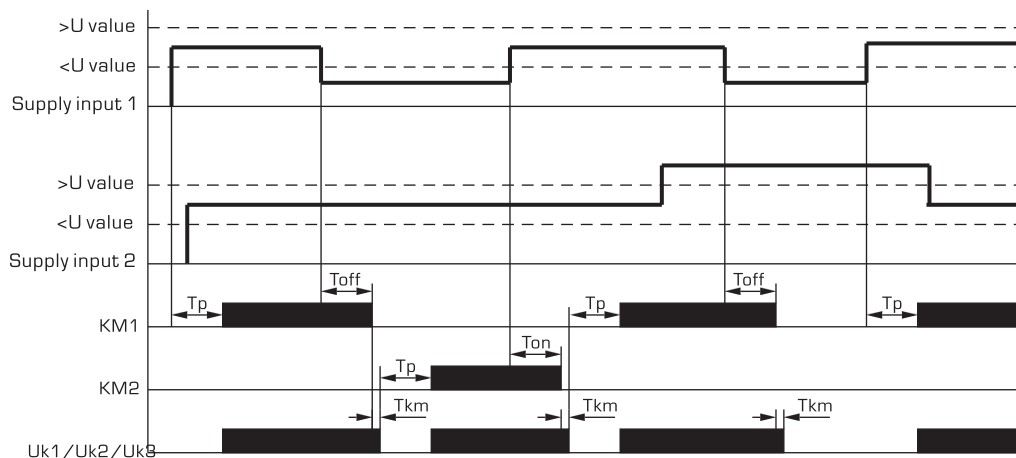 >U value
<U value
Supply input 1
>U value
<U value
Supply input 2
Toff
Toff
Tp
Tp
Tp
KM1
Ton
Tp
KM2
Tkm
Tkm
Tkm
Uk1/Uk2/Uk3